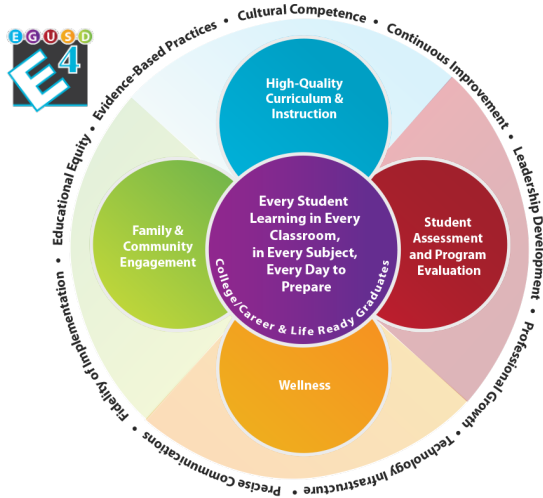 EGUSD
E4
Cultural Competence • Continuous Improvement • Leadership Development • Professional Growth • Technology Infrastructure • Precise Communications • Fidelity of Implementation • Educational Equity • Evidence-Based Practices •
High-Quality
Curriculum &
Instruction
Family &
Community
Engagement
Every Student
Learning in Every
Classroom,
in Every Subject,
Every Day to
Prepare
College/Career & Life Ready Graduates
Student
Assessment
and Program
Evaluation
Wellness